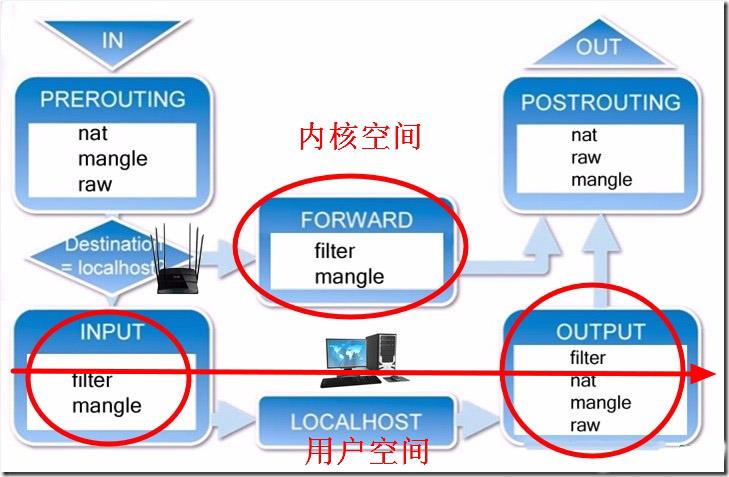 IN
OUT
PREROUTING
nat
mangle
raw
POSTROUTING
nat
raw
mangle
内核空间
Destination
= localhost?
FORWARD
filter
mangle
INPUT
filter
mangle
OUTPUT
filter
nat
mangle
raw
LOCALHOST
用户空间